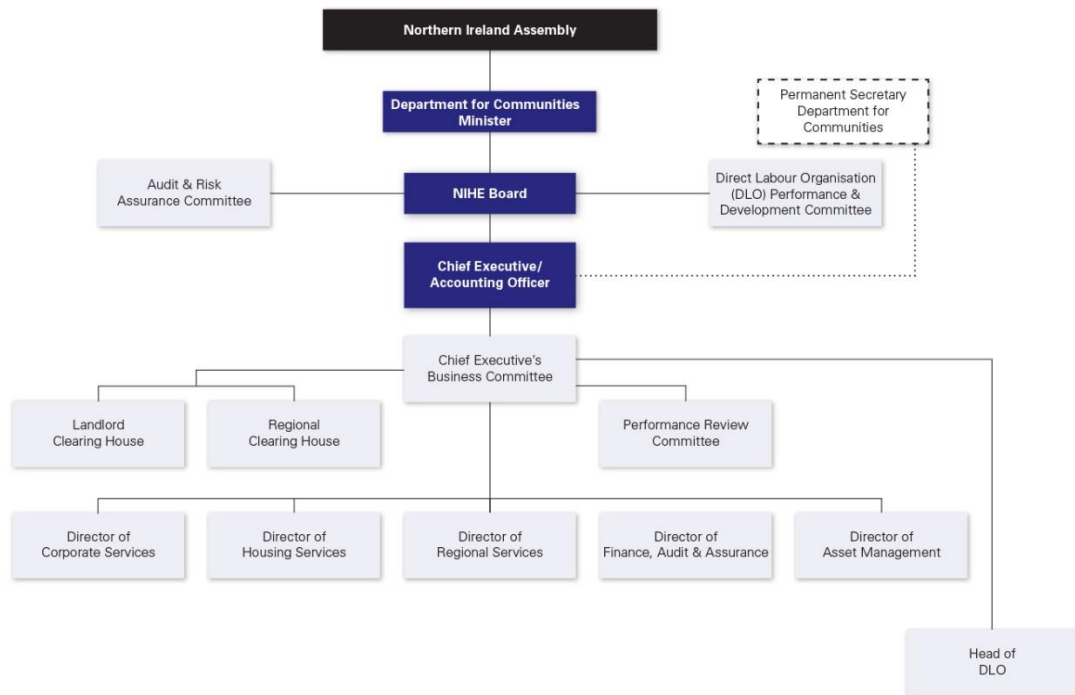 Northern Ireland Assembly
Department for Communities
Minister
Permanent Secretary
Department for
Communities
Audit & Risk
Assurance Committee
NIHE Board
Direct Labour Organisation
(DLO) Performance &
Development Committee
Chief Executive/
Accounting Officer
Chief Executive's
Business Committee
Landlord
Clearing House
Regional
Clearing House
Performance Review
Committee
Director of
Corporate Services
Director of
Housing Services
Director of
Regional Services
Director of
Finance, Audit & Assurance
Director of
Asset Management
Head of
DLO